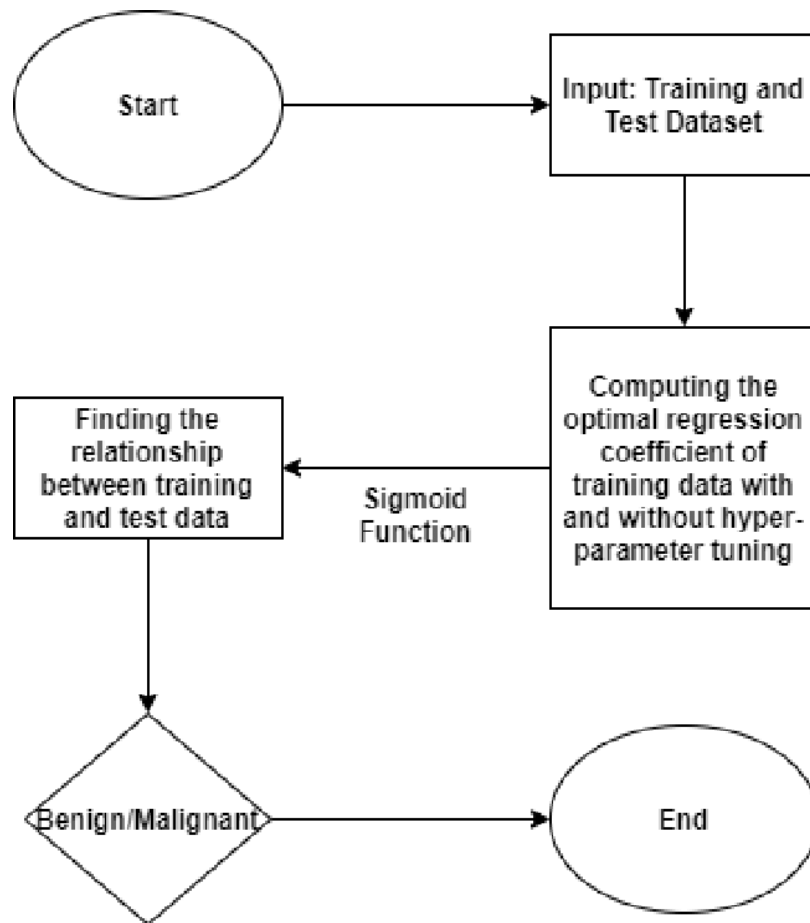 Start
Input: Training and
Test Dataset
Computing the
optimal regression
coefficient of
training data with
and without hyper-
parameter tuning
Sigmoid
Function
Finding the
relationship
between training
and test data
Benign/Malignant
End